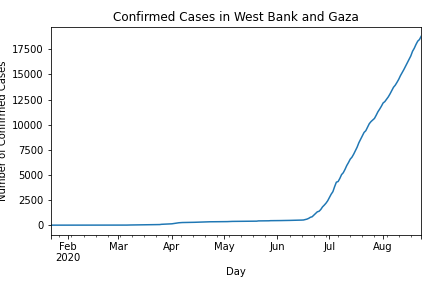 Confirmed Cases in West Bank and Gaza
Number of Confirmed Cases
17500
15000
12500
10000
7500
5000
2500
0
Feb Mar Apr May Jun Jul Aug
2020
Day